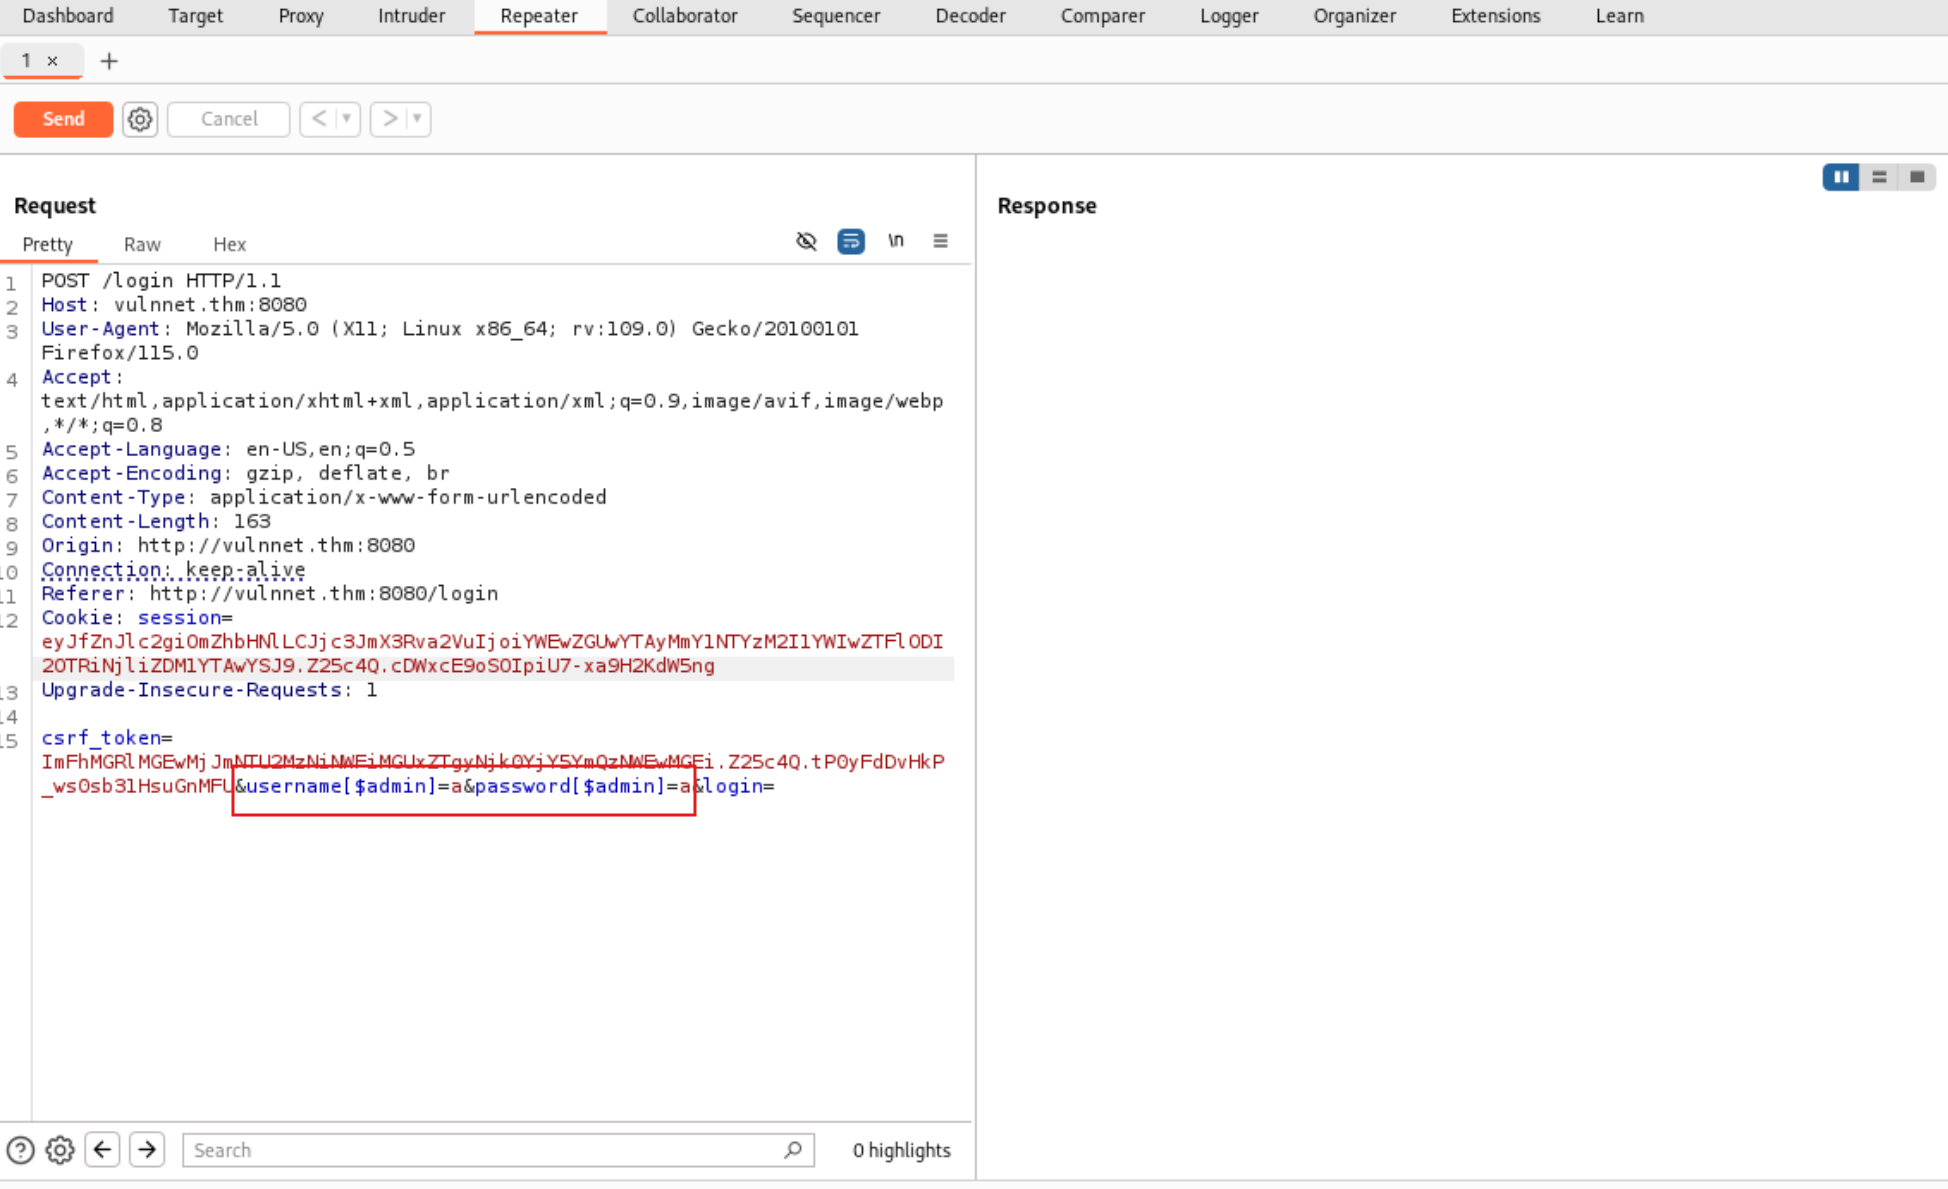 Dashboard Target Proxy Intruder Repeater Collaborator Sequencer Decoder Comparer Logger Organizer Extensions Learn
1 × +
Send Cancel < >
Request
Pretty Raw Hex \n
1 POST /login HTTP/1.1
2 Host: vulnnet.thm:8080
3 User-Agent: Mozilla/5.0 (X11; Linux x86_64; rv:109.0) Gecko/20100101
Firefox/115.0
4 Accept:
text/html,application/xhtml+xml,application/xml;q=0.9,image/avif,image/webp
,*/*;q=0.8
5 Accept-Language: en-US,en;q=0.5
6 Accept-Encoding: gzip, deflate, br
7 Content-Type: application/x-www-form-urlencoded
8 Content-Length: 163
9 Origin: http://vulnnet.thm:8080
10 Connection: keep-alive
11 Referer: http://vulnnet.thm:8080/login
12 Cookie: session=
eyJfZnJlc2giOmZhbHNlLCJjc3JmX3Rva2VuIjoiYWEwZGUwYTAyMmY1NTYzM2I1YWIwZTFlODI
2OTRiNjliZDM1YTAwYSJ9.Z25c4Q.cDWxcE9oSOIpiU7-xa9H2KdW5ng
13 Upgrade-Insecure-Requests: 1
14
15 csrf_token=
ImFhMGRlMGEwMjJmNTU2MzNiNWFiMGUxZTgyNjk0YjY5YmQzNWEwMGEi.Z25c4Q.tP0yFdDvHkP
_ws0sb31HsuGnMFU&username[$admin]=a&password[$admin]=a&login=
Search
0 highlights
Response